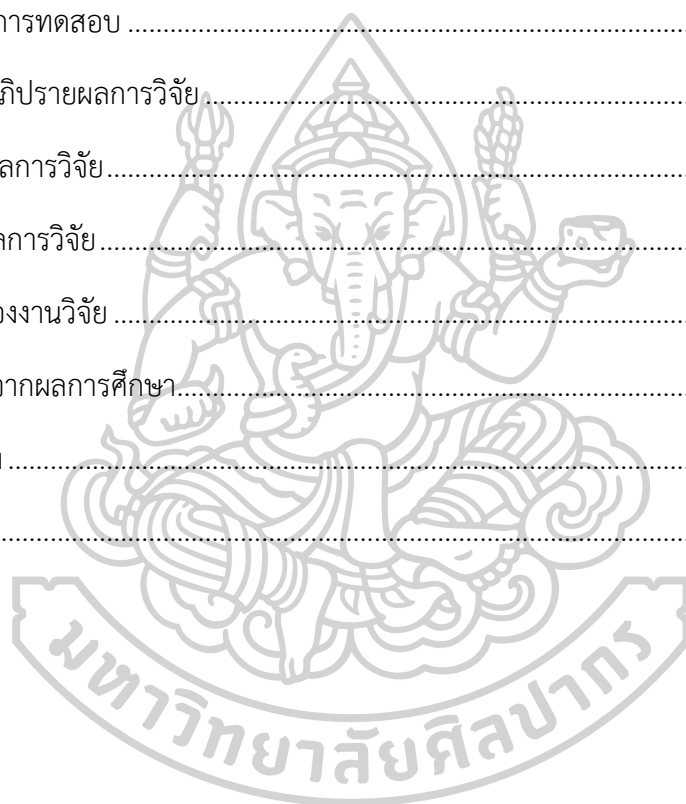 การทดสอบ ...........................................................................
ภิปรายผลการวิจัย ...........................................................................
ลการวิจัย...........................................................................
ลการวิจัย ...........................................................................
องงานวิจัย ...........................................................................
จากผลการศึกษา...........................................................................
...........................................................................
...........................................................................
มหาวิทยาลัยศิลปากร